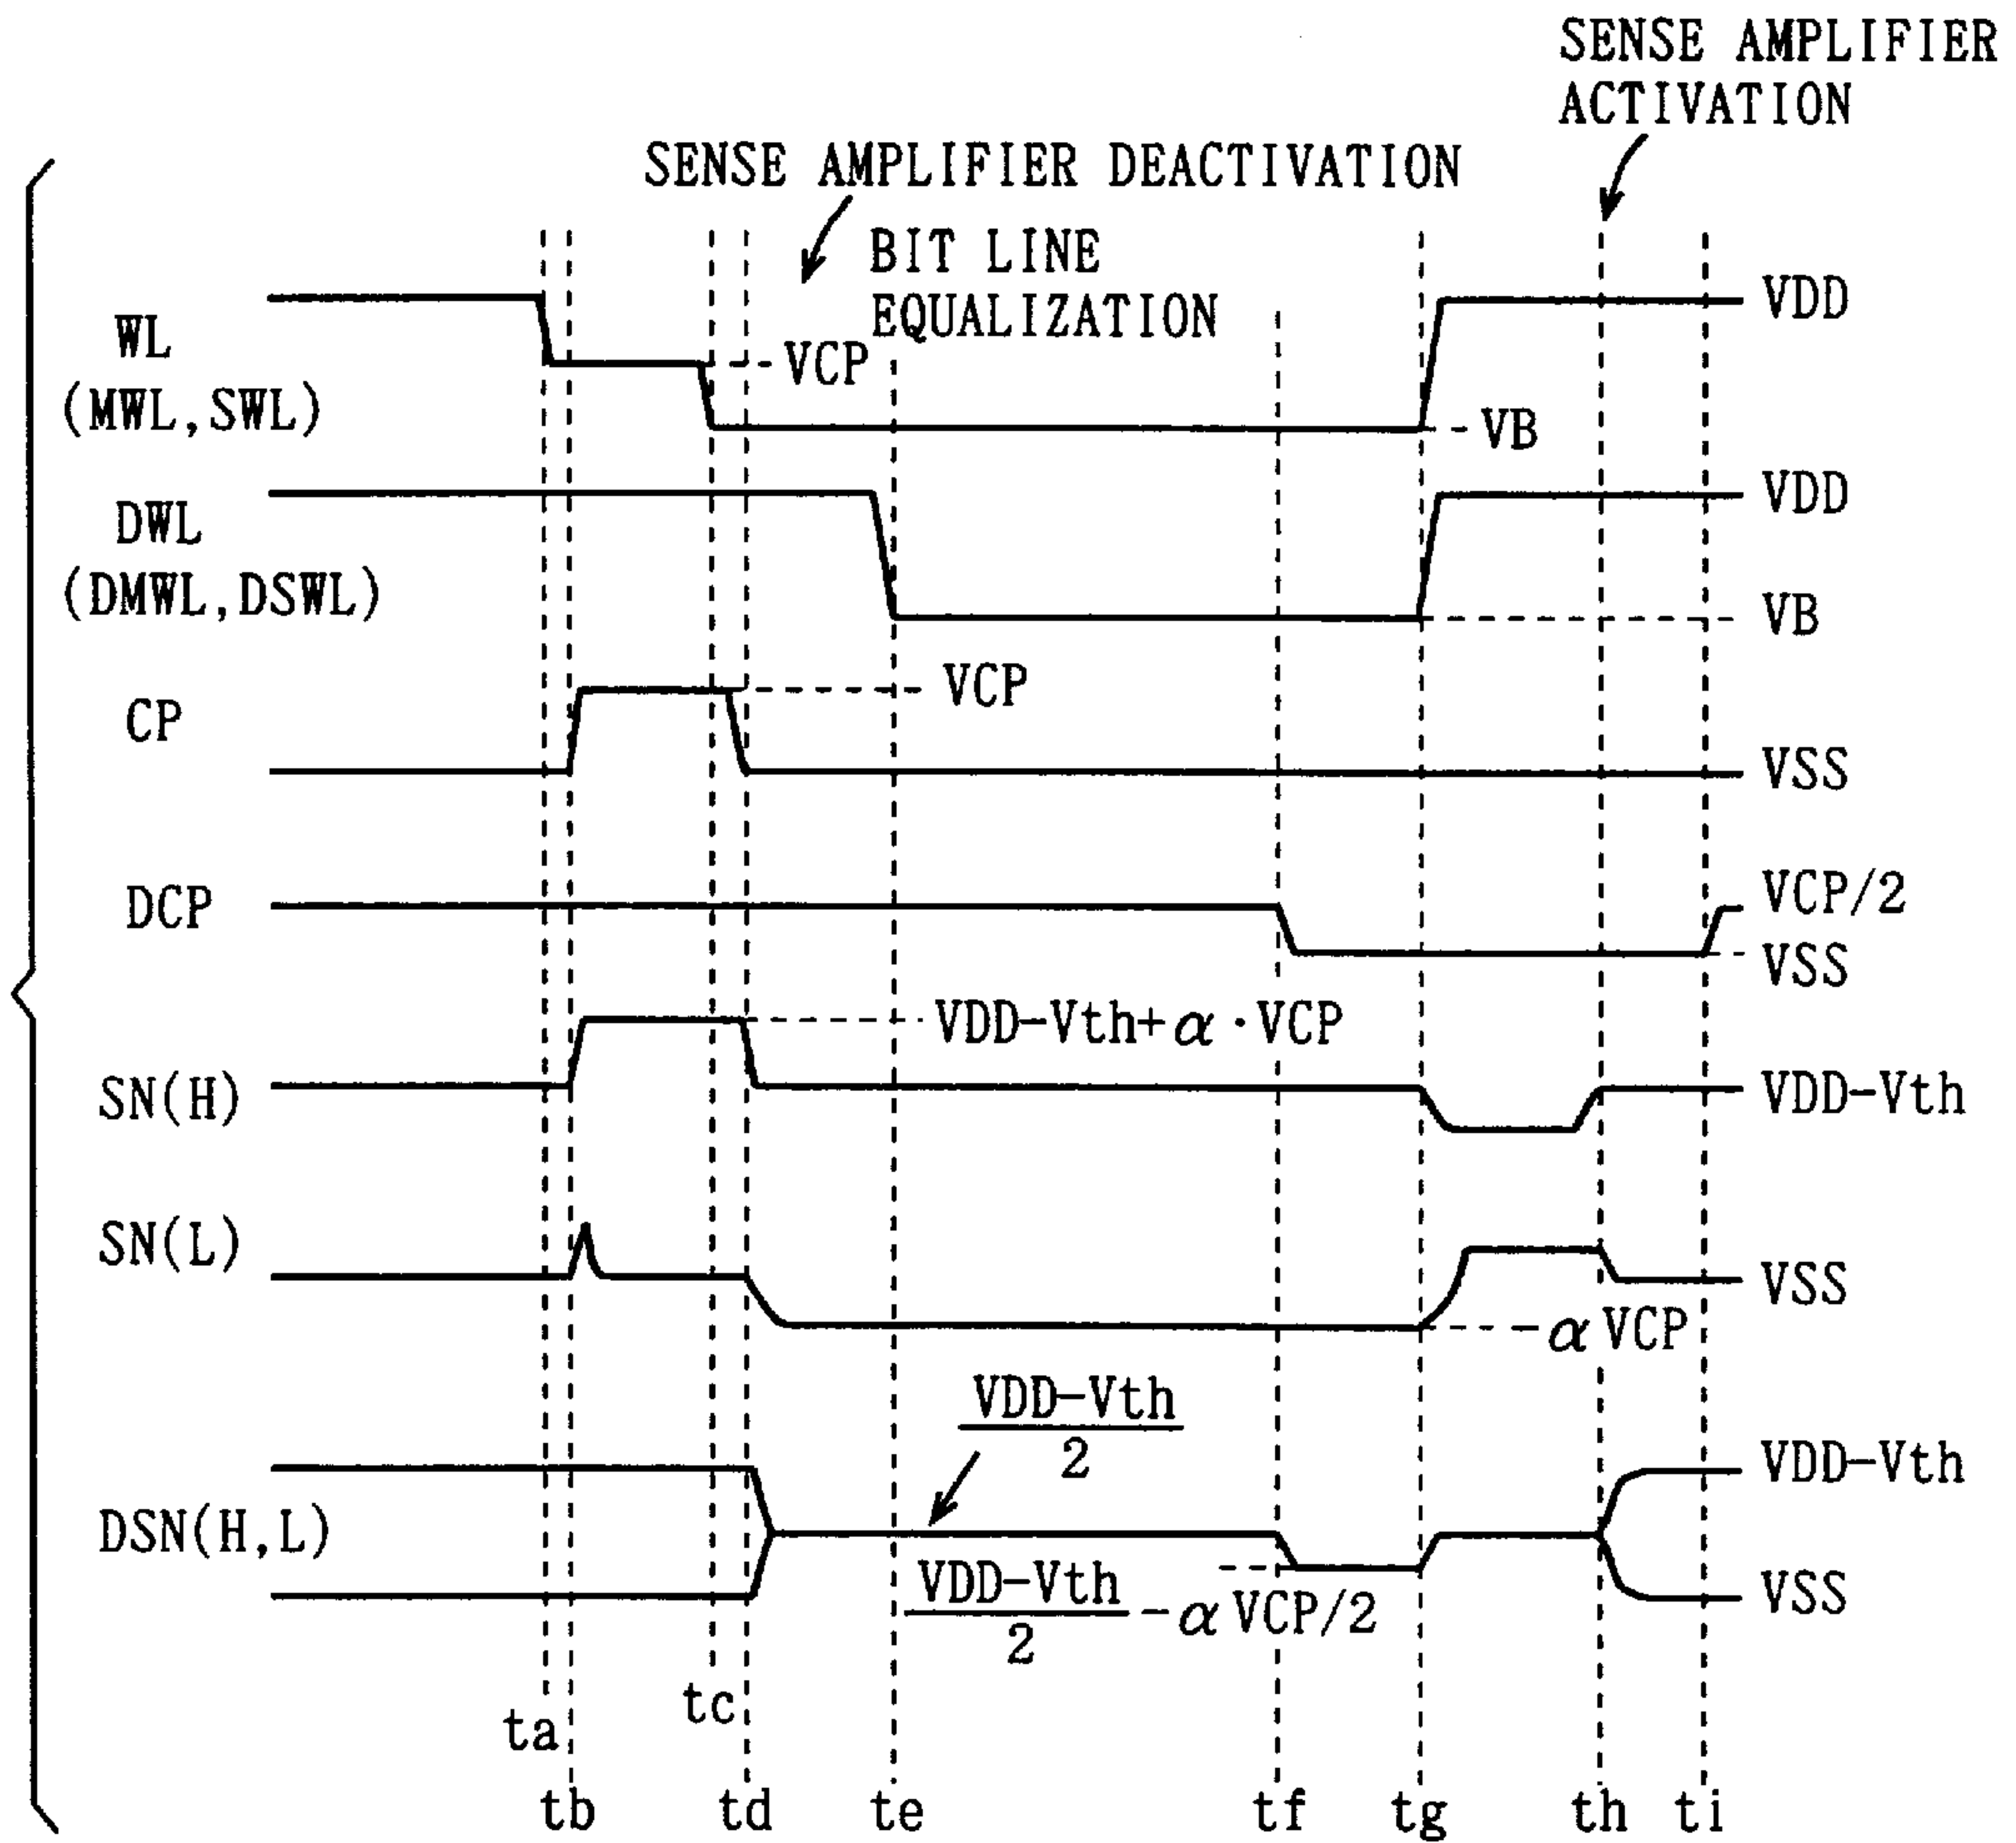 SENSE AMPLIFIER
ACTIVATION
SENSE AMPLIFIER DEACTIVATION
BIT LINE
EQUALIZATION
WL
(MWL,SWL)
VCP
VDD
VB
DWL
(DMWL,DSWL)
VDD
VB
CP
VCP
VSS
DCP
VCP/2
VSS
SN(H)
VDD-Vth+α·VCP
VDD-Vth
SN(L)
VSS
-αVCP
DSN(H,L)
VDD-Vth
2
VDD-Vth
2
-αVCP/2
VDD-Vth
VSS
ta
tc
tb
td
te
tf
tg
th
ti